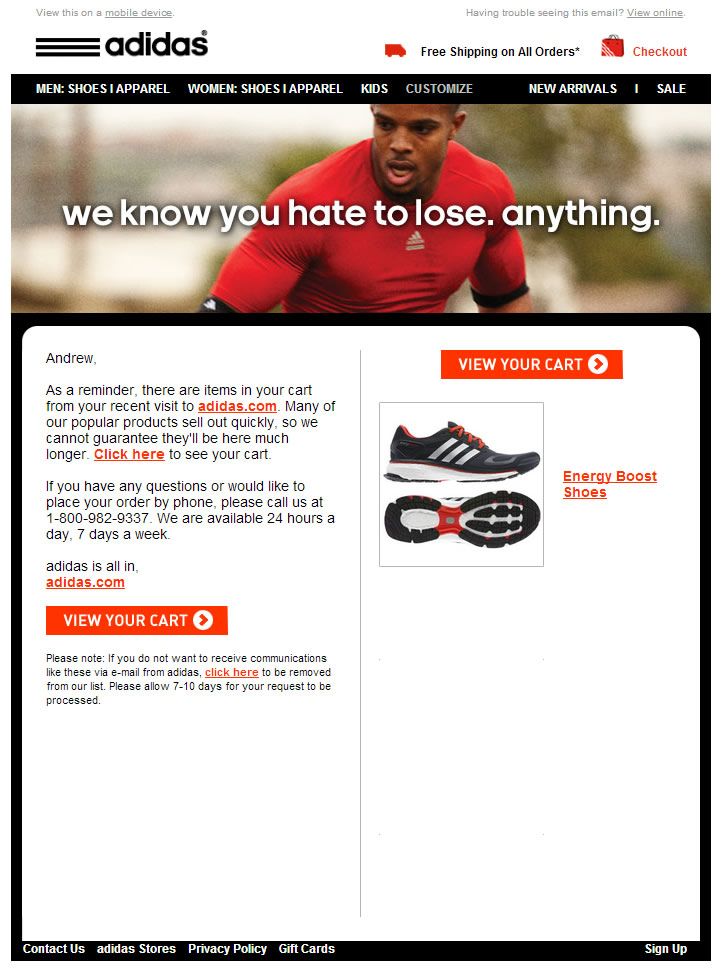 View this on a mobile device.
Having trouble seeing this email? View online.
adidas®
Free Shipping on All Orders*
Checkout
MEN: SHOES I APPAREL WOMEN: SHOES I APPAREL KIDS CUSTOMIZE NEW ARRIVALS I SALE
we know you hate to lose. anything.
Andrew,
As a reminder, there are items in your cart
from your recent visit to adidas.com. Many of
our popular products sell out quickly, so we
cannot guarantee they'll be here much
longer. Click here to see your cart.
If you have any questions or would like to
place your order by phone, please call us at
1-800-982-9337. We are available 24 hours a
day, 7 days a week.
adidas is all in,
adidas.com
VIEW YOUR CART
Please note: If you do not want to receive communications
like these via e-mail from adidas, click here to be removed
from our list. Please allow 7-10 days for your request to be
processed.
VIEW YOUR CART
Energy Boost
Shoes
Contact Us adidas Stores Privacy Policy Gift Cards Sign Up